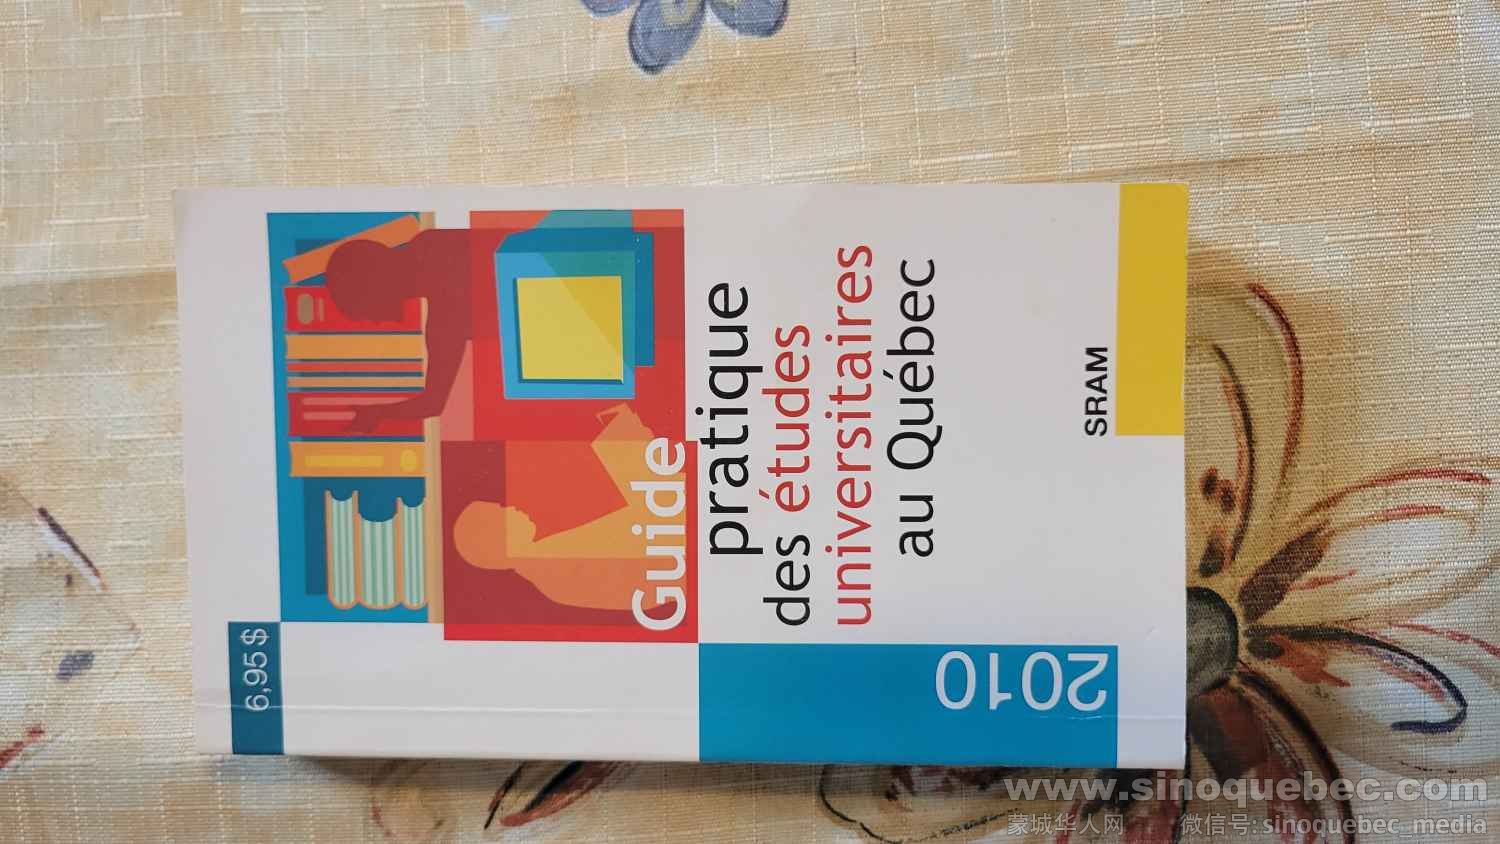 6,95 $
Guide
pratique
des études
universitaires
au Québec
2010
SRAM
www.sinoquebec.com
蒙城华人网 微信号: sinoquebec_media